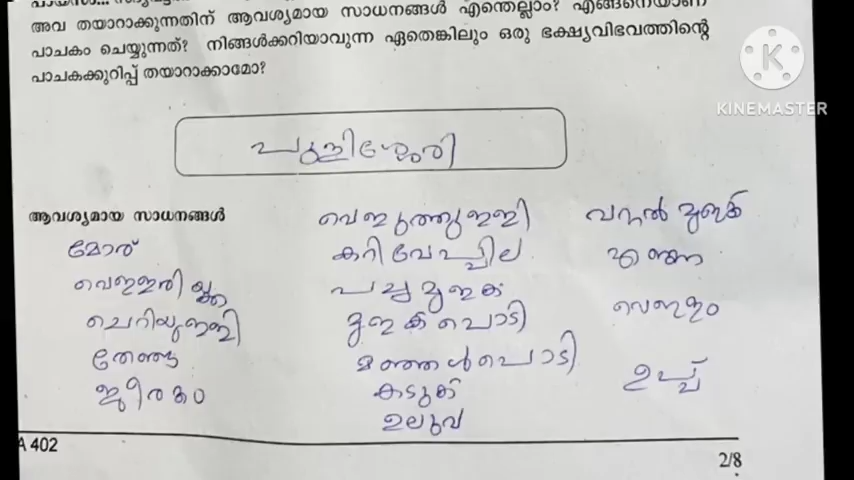 അവ തയാറാക്കുന്നതിന് ആവശ്യമായ സാധനങ്ങൾ എന്തെല്ലാം? എങ്ങനെയാണ്
പാചകം ചെയ്യുന്നത്? നിങ്ങൾക്കറിയാവുന്ന ഏതെങ്കിലും ഒരു ഭക്ഷ്യവിഭവത്തിന്റെ
പാചകക്കുറിപ്പ് തയാറാക്കാമോ?
KINEMASTER
പുളിശ്ശേരി
ആവശ്യമായ സാധനങ്ങൾ
മോര്
വെള്ളരിയ്ക്ക
ചെറിയുള്ളി
തേങ്ങ
ജീരകം
വെളുത്തുള്ളി
കറിവേപ്പില
പച്ചമുളക്
മുളക് പൊടി
മഞ്ഞൾപൊടി
കടുക്
ഉലുവ
വറ്റൽ മുളക്
എണ്ണ
വെള്ളം
ഉപ്പ്
A 402
2/8